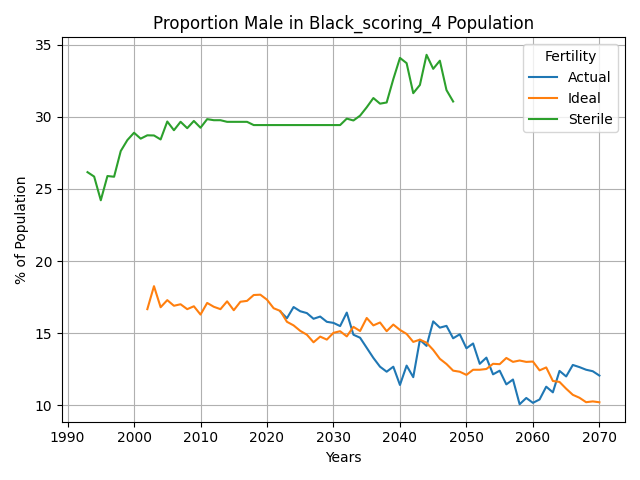 Proportion Male in Black_scoring_4 Population
Fertility
Actual
Ideal
Sterile
% of Population
35
30
25
20
15
10
1990
2000
2010
2020
2030
2040
2050
2060
2070
Years